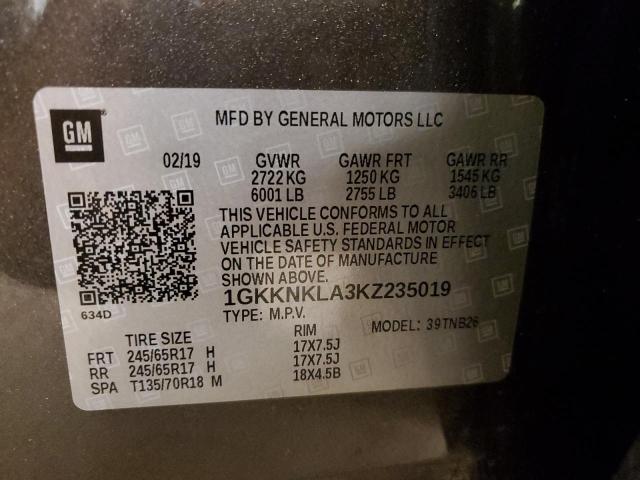 GM
MFD BY GENERAL MOTORS LLC
02/19 GVWR GAWR FRT GAWR RR
2722 KG 1250 KG 1545 KG
6001 LB 2755 LB 3406 LB
THIS VEHICLE CONFORMS TO ALL
APPLICABLE U.S. FEDERAL MOTOR
VEHICLE SAFETY STANDARDS IN EFFECT
ON THE DATE OF MANUFACTURE
SHOWN ABOVE.
1GKKNKLA3KZ235019
634D
TYPE: M.P.V. MODEL: 39TNB26
TIRE SIZE RIM
FRT 245/65R17 H 17X7.5J
RR 245/65R17 H 17X7.5J
SPA T135/70R18 M 18X4.5B